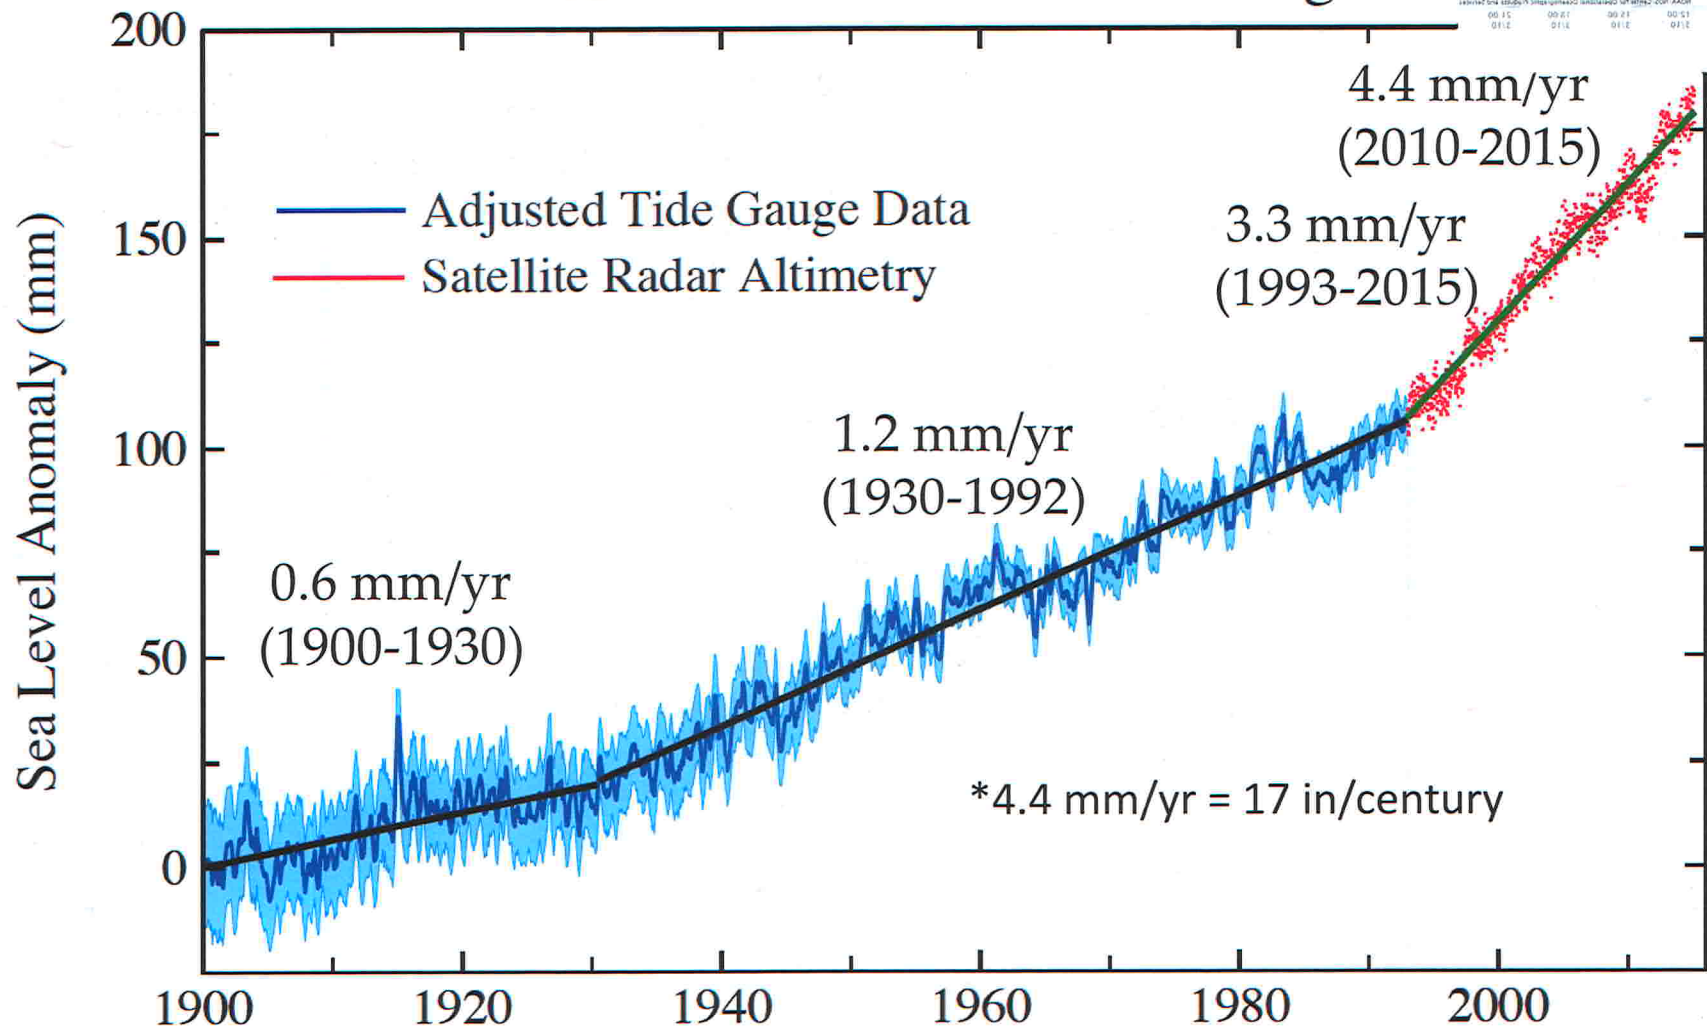 200
4.4 mm/yr
(2010-2015)
Adjusted Tide Gauge Data
Satellite Radar Altimetry
3.3 mm/yr
(1993-2015)
150
1.2 mm/yr
(1930-1992)
100
0.6 mm/yr
(1900-1930)
50
*4.4 mm/yr = 17 in/century
0
Sea Level Anomaly (mm)
1900 1920 1940 1960 1980 2000